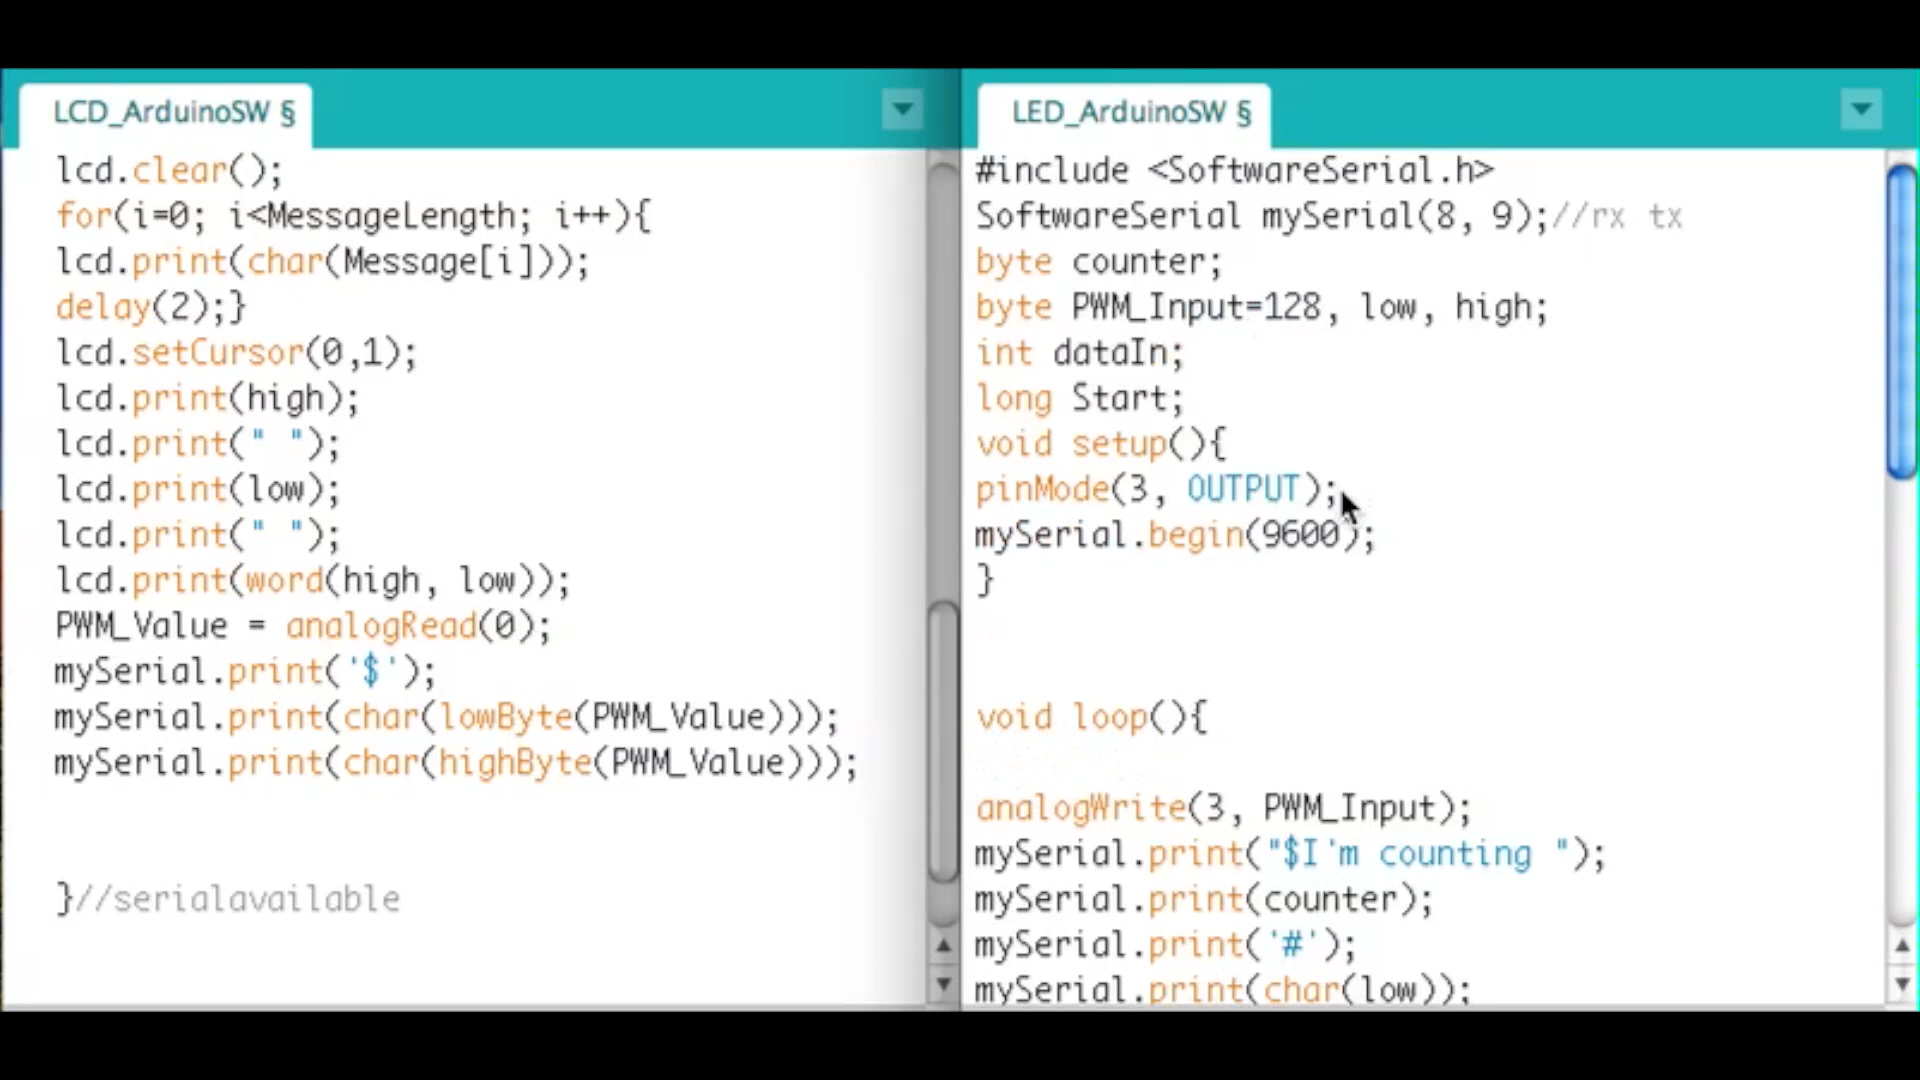 LCD_ArduinoSW §
lcd.clear();
for(i=0; i<MessageLength; i++){
lcd.print(char(Message[i]));
delay(2);}
lcd.setCursor(0,1);
lcd.print(high);
lcd.print(" ");
lcd.print(low);
lcd.print(" ");
lcd.print(word(high, low));
PWM_Value = analogRead(0);
mySerial.print('$');
mySerial.print(char(lowByte(PWM_Value)));
mySerial.print(char(highByte(PWM_Value)));
}//serialavailable
LED_ArduinoSW §
#include <SoftwareSerial.h>
SoftwareSerial mySerial(8, 9);//rx tx
byte counter;
byte PWM_Input=128, low, high;
int dataIn;
long Start;
void setup(){
pinMode(3, OUTPUT);
mySerial.begin(9600);
}
void loop(){
analogWrite(3, PWM_Input);
mySerial.print("$I'm counting ");
mySerial.print(counter);
mySerial.print('#');
mySerial.print(char(low));